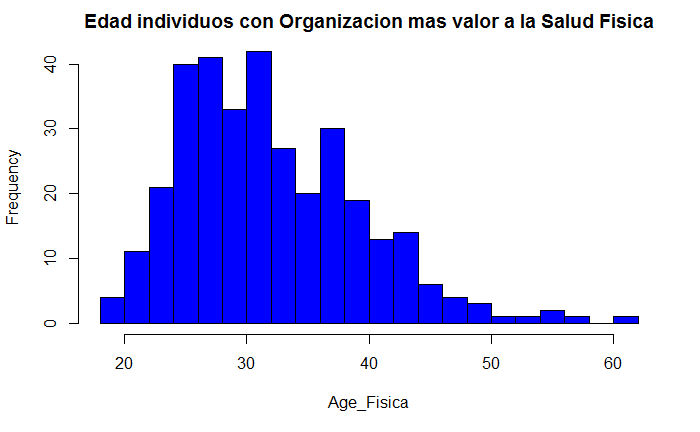 Edad individuos con Organizacion mas valor a la Salud Fisica
Frequency
40
30
20
10
0
20 30 40 50 60
Age_Fisica